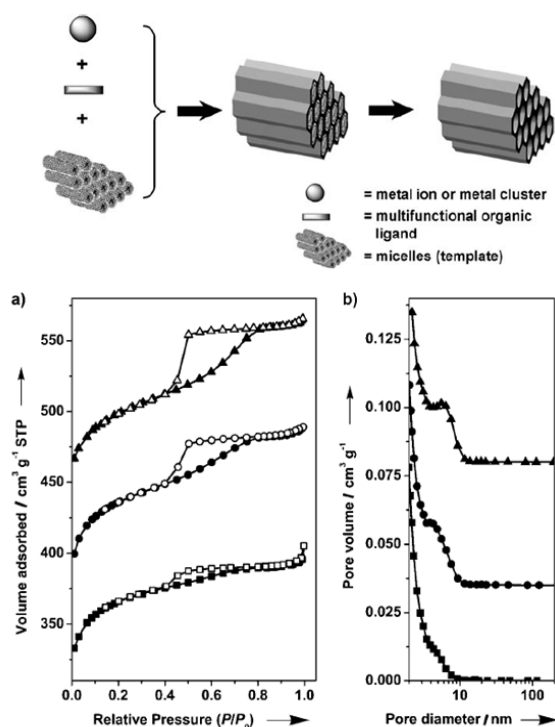 +
+
= metal ion or metal cluster
= multifunctional organic
ligand
= micelles (template)
a)
b)
Volume adsorbed / cm³ g⁻¹ STP
550
500
450
400
350
0.0 0.2 0.4 0.6 0.8 1.0
Relative Pressure (P/P₀)
Pore volume / cm³ g⁻¹
0.125
0.100
0.075
0.050
0.025
0.000
10 100
Pore diameter / nm